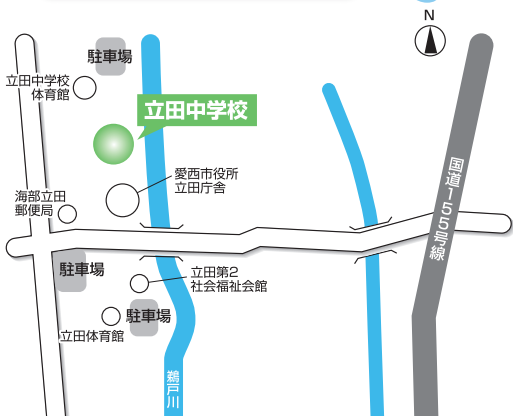 N
駐車場
立田中学校
体育館
立田中学校
愛西市役所
立田庁舎
国道155号線
海部立田
郵便局
駐車場
立田第2
社会福祉会館
駐車場
立田体育館
鵜戸川